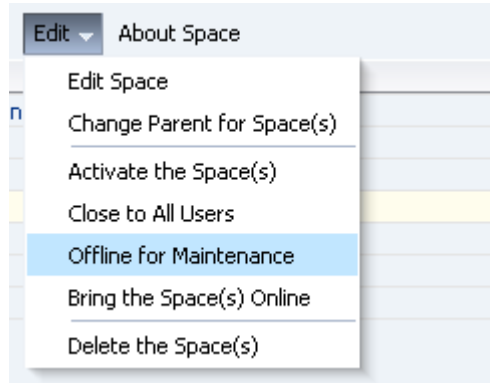 Edit About Space
Edit Space
n
Change Parent for Space(s)
Activate the Space(s)
Close to All Users
Offline for Maintenance
Bring the Space(s) Online
Delete the Space(s)